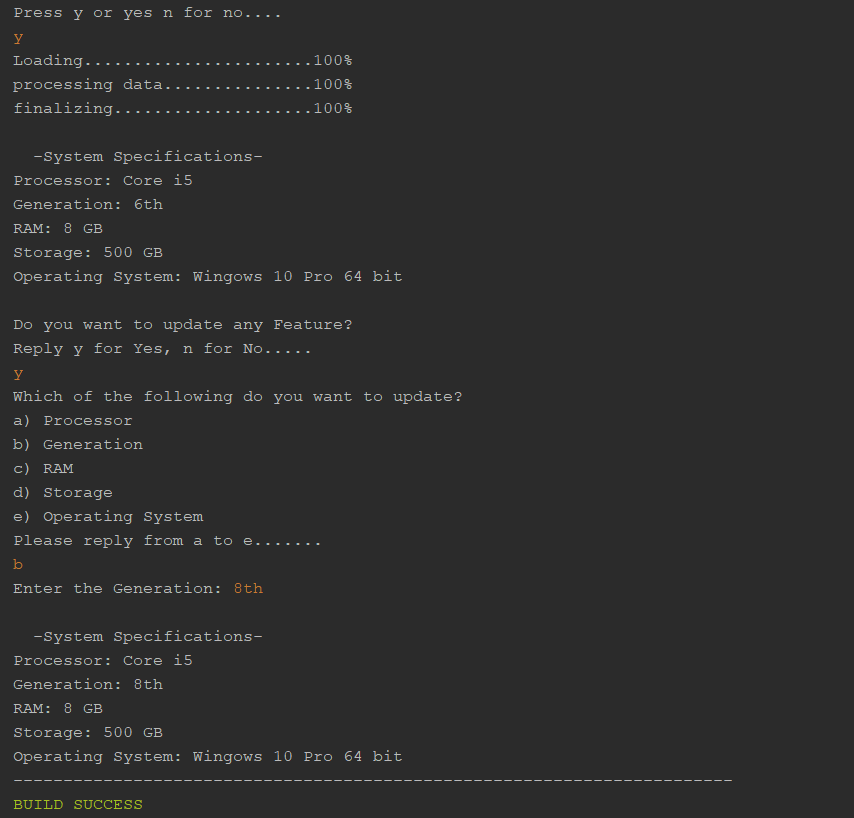 Press y or yes n for no....
y
Loading.......................100%
processing data...............100%
finalizing....................100%
-System Specifications-
Processor: Core i5
Generation: 6th
RAM: 8 GB
Storage: 500 GB
Operating System: Wingows 10 Pro 64 bit
Do you want to update any Feature?
Reply y for Yes, n for No.....
y
Which of the following do you want to update?
a) Processor
b) Generation
c) RAM
d) Storage
e) Operating System
Please reply from a to e.......
b
Enter the Generation: 8th
-System Specifications-
Processor: Core i5
Generation: 8th
RAM: 8 GB
Storage: 500 GB
Operating System: Wingows 10 Pro 64 bit
------------------------------------------------------------------------
BUILD SUCCESS